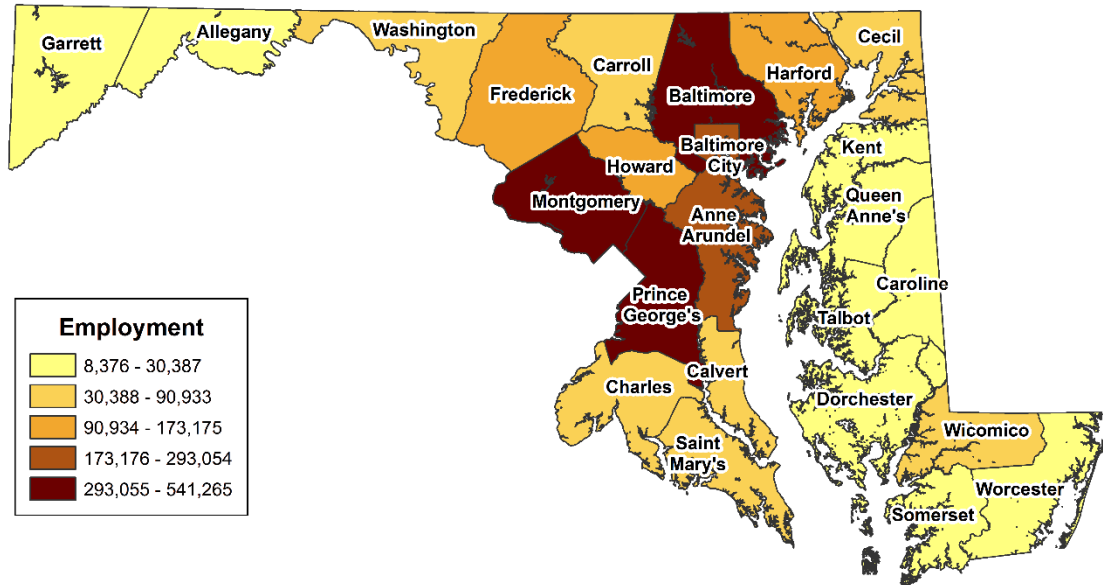 Garrett
Allegany
Washington
Frederick
Carroll
Baltimore
Harford
Cecil
Baltimore
City
Howard
Montgomery
Anne
Arundel
Kent
Queen
Anne's
Caroline
Talbot
Prince
George's
Calvert
Charles
Saint
Mary's
Dorchester
Wicomico
Worcester
Somerset
Employment
8,376 - 30,387
30,388 - 90,933
90,934 - 173,175
173,176 - 293,054
293,055 - 541,265